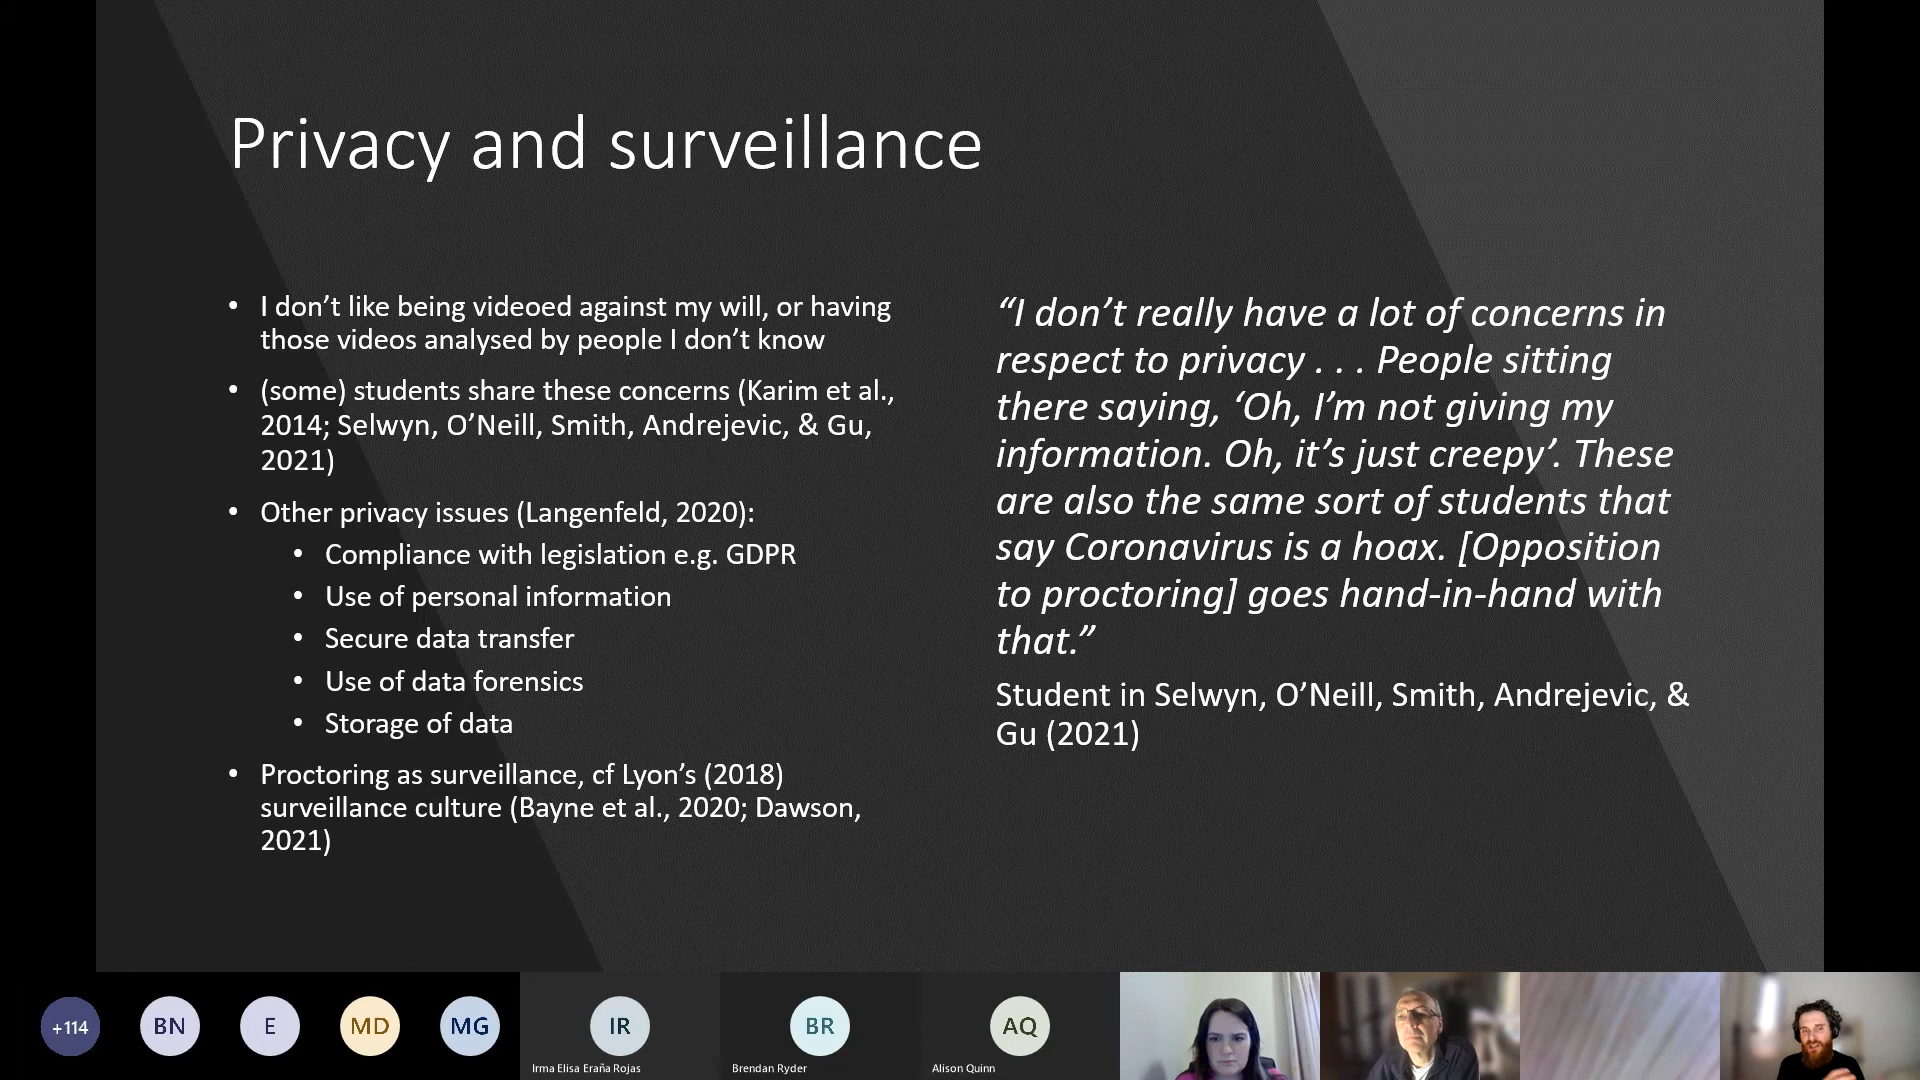 Privacy and surveillance
• I don’t like being videoed against my will, or having
those videos analysed by people I don’t know
• (some) students share these concerns (Karim et al.,
2014; Selwyn, O’Neill, Smith, Andrejevic, & Gu,
2021)
• Other privacy issues (Langenfeld, 2020):
• Compliance with legislation e.g. GDPR
• Use of personal information
• Secure data transfer
• Use of data forensics
• Storage of data
• Proctoring as surveillance, cf Lyon’s (2018)
surveillance culture (Bayne et al., 2020; Dawson,
2021)
“I don’t really have a lot of concerns in
respect to privacy . . . People sitting
there saying, ‘Oh, I’m not giving my
information. Oh, it’s just creepy’. These
are also the same sort of students that
say Coronavirus is a hoax. [Opposition
to proctoring] goes hand-in-hand with
that.”
Student in Selwyn, O’Neill, Smith, Andrejevic, &
Gu (2021)
+114
BN
E
MD
MG
IR
Irma Elisa Eraña Rojas
BR
Brendan Ryder
AQ
Alison Quinn